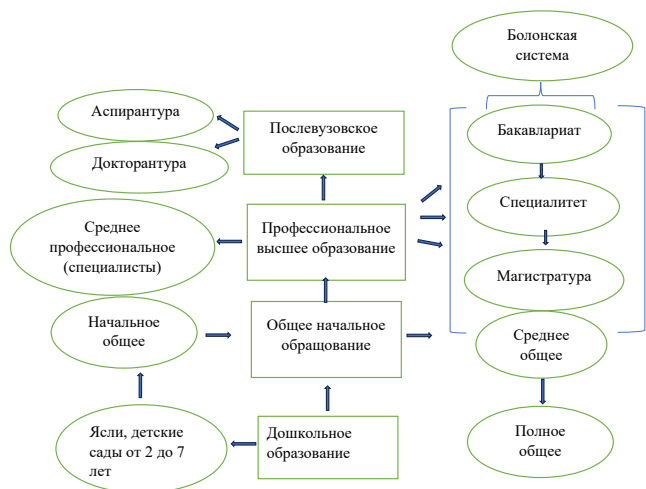 Болонская
система
Аспирантура
Послевузовское
образование
Бакавлариат
Докторантура
Специалитет
Среднее
профессиональное
(специалисты)
Профессиональное
высшее образование
Магистратура
Начальное
общее
Общее начальное
обращование
Среднее
общее
Ясли, детские
сады от 2 до 7
лет
Дошкольное
образование
Полное
общее